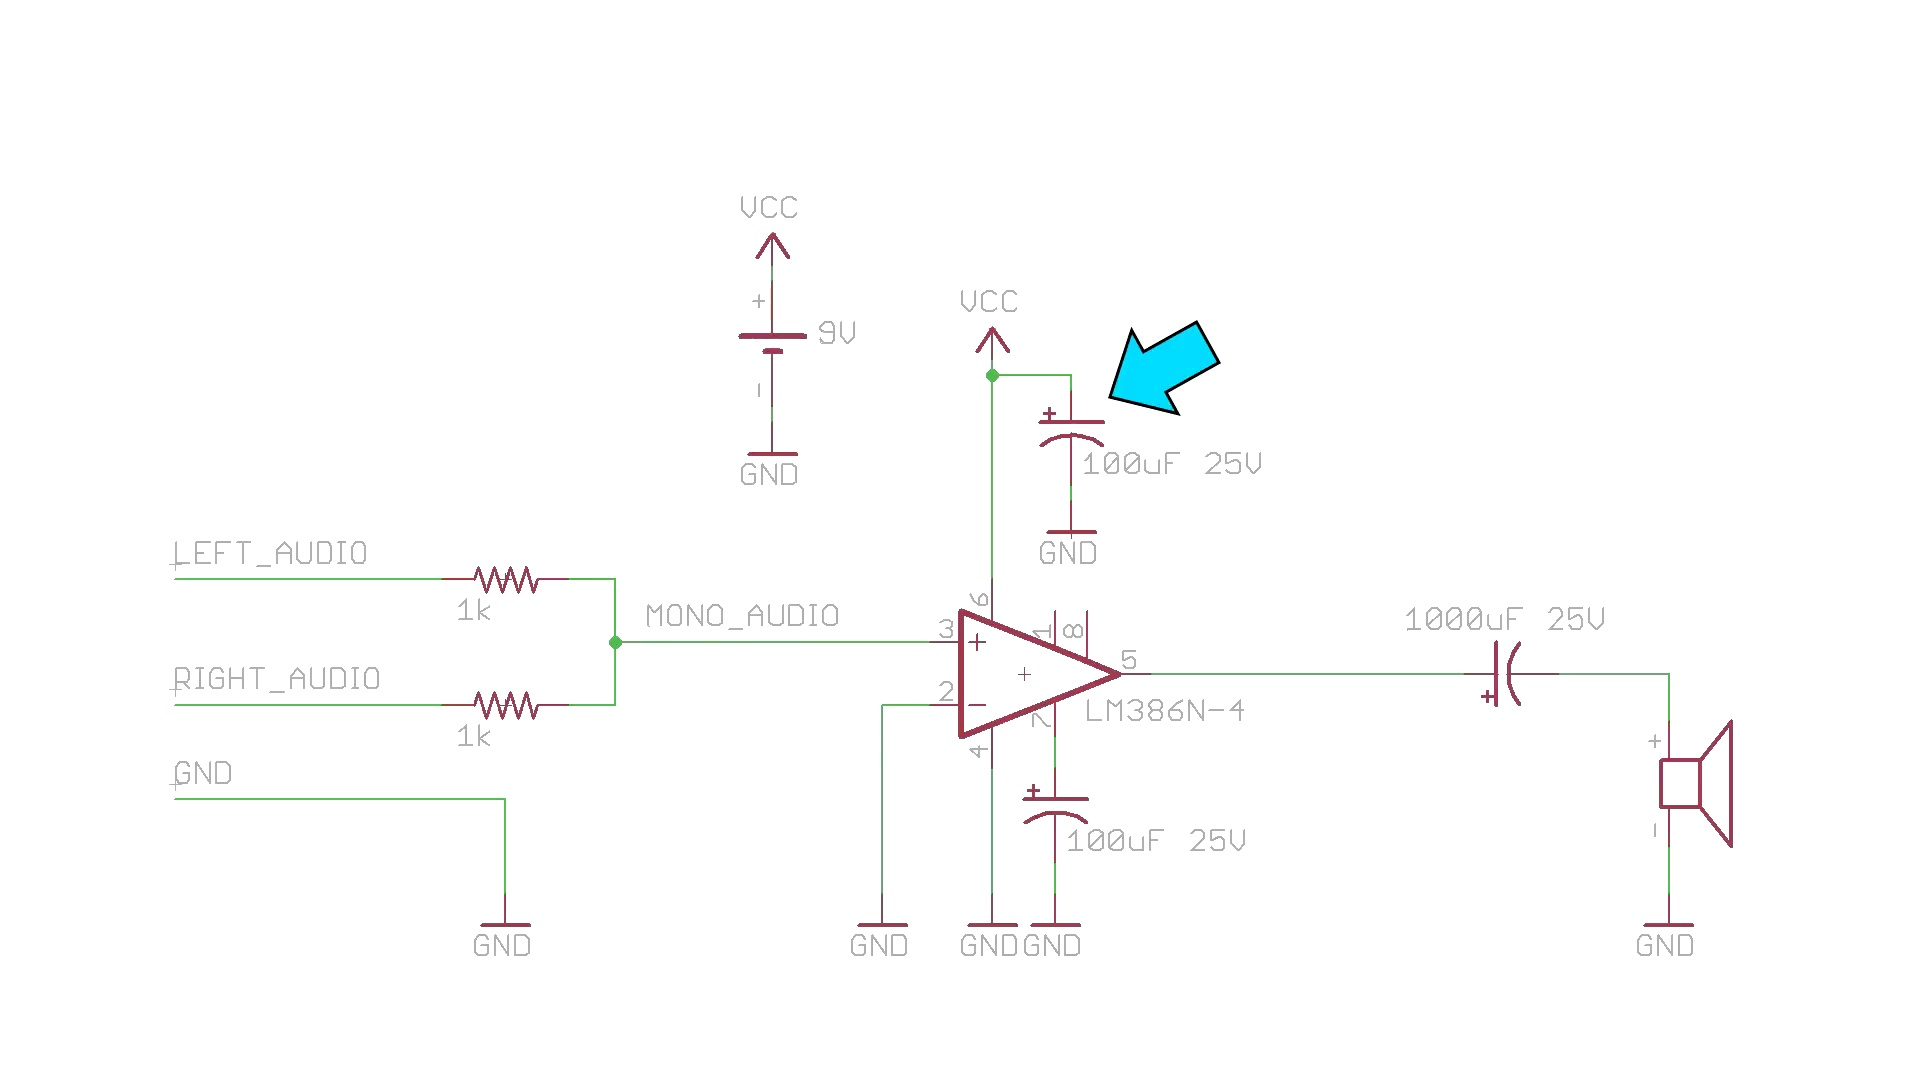 VCC
+
9V
-
GND
VCC
+
100uF 25V
GND
LEFT_AUDIO
1k
RIGHT_AUDIO
1k
GND
GND
MONO_AUDIO
6
3
+
1
8
2
-
5
LM386N-4
7
4
+
100uF 25V
GND
GND
GND
1000uF 25V
+
+
-
GND